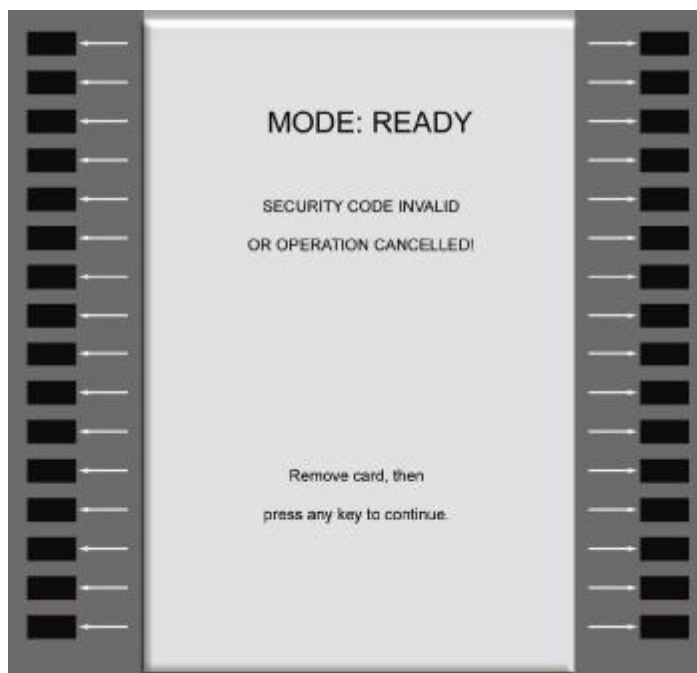 MODE: READY
SECURITY CODE INVALID
OR OPERATION CANCELLED!
Remove card, then
press any key to continue.